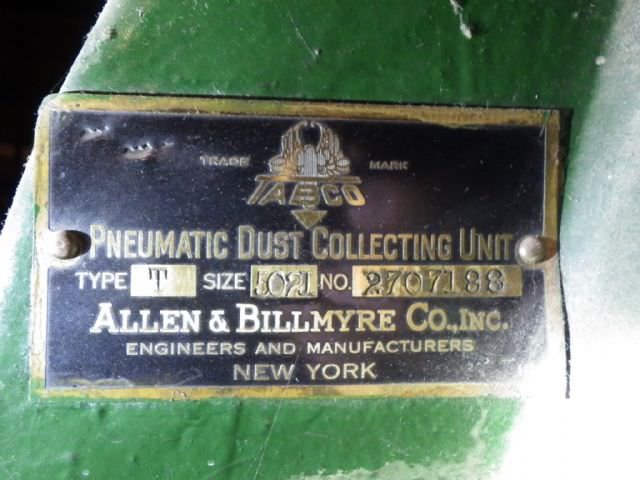 TRADE MARK
TABCO
PNEUMATIC DUST COLLECTING UNIT
TYPE T SIZE 5021 NO. 2707188
ALLEN & BILLMYRE CO., INC.
ENGINEERS AND MANUFACTURERS
NEW YORK